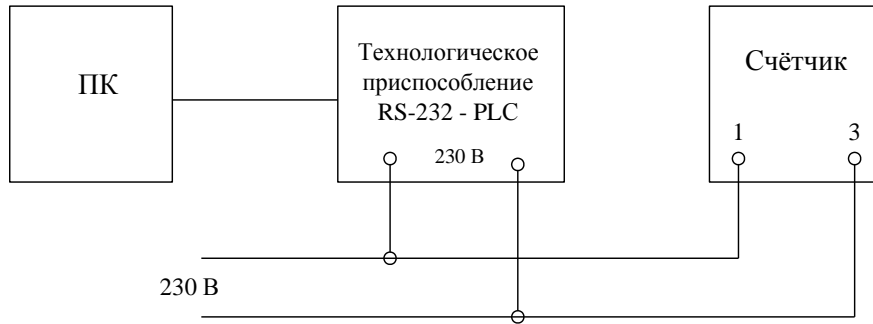 ПК
Технологическое
приспособление
RS-232 - PLC
230 В
Счётчик
1 3
230 В